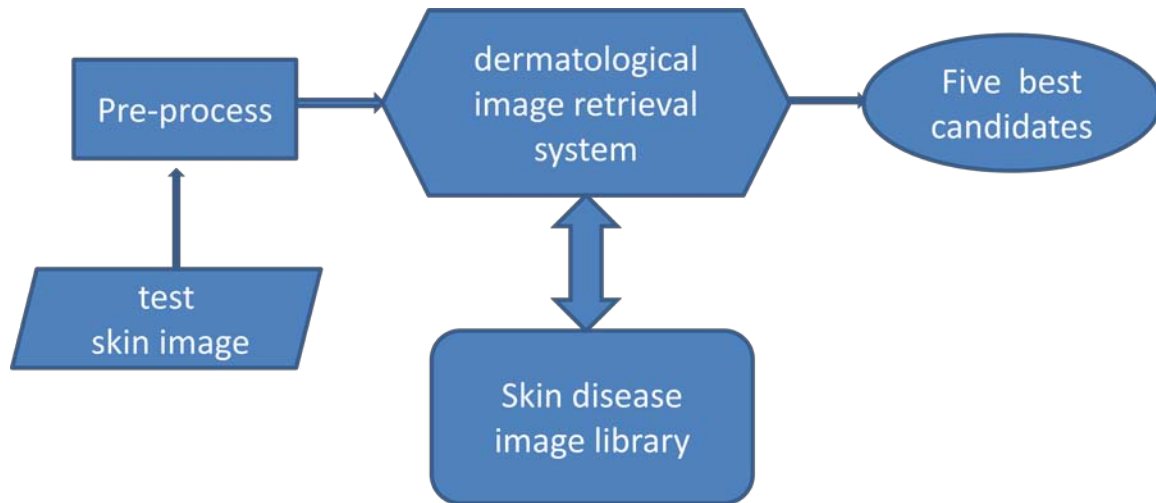 test
skin image
Pre-process
dermatological
image retrieval
system
Skin disease
image library
Five best
candidates